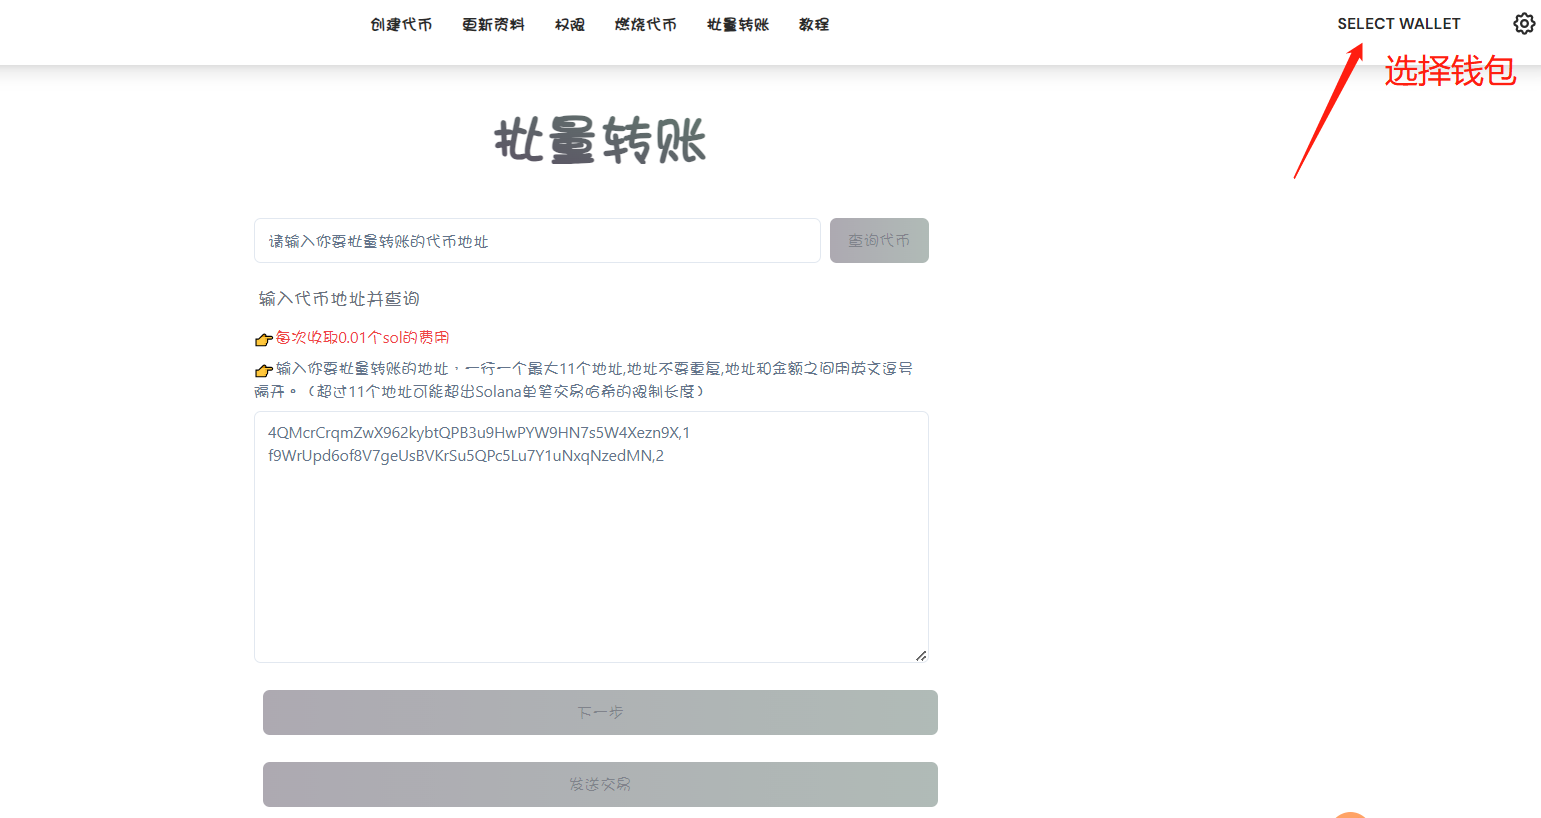 创建代币 更新资料 权限 燃烧代币 批量转账 教程 SELECT WALLET
选择钱包
批量转账
请输入你要批量转账的代币地址 查询代币
输入代币地址并查询
👉每次收取0.01个sol的费用
👉输入你要批量转账的地址，一行一个最大11个地址,地址不要重复,地址和金额之间用英文逗号
隔开。（超过11个地址可能超出Solana单笔交易哈希的限制长度）
4QMcrCrqmZwX962kybtQPB3u9HwPYW9HN7s5W4Xezn9X,1
f9WrUpd6of8V7geUsBVKrSu5QPc5Lu7Y1uNxqNzedMN,2
下一步
发送交易